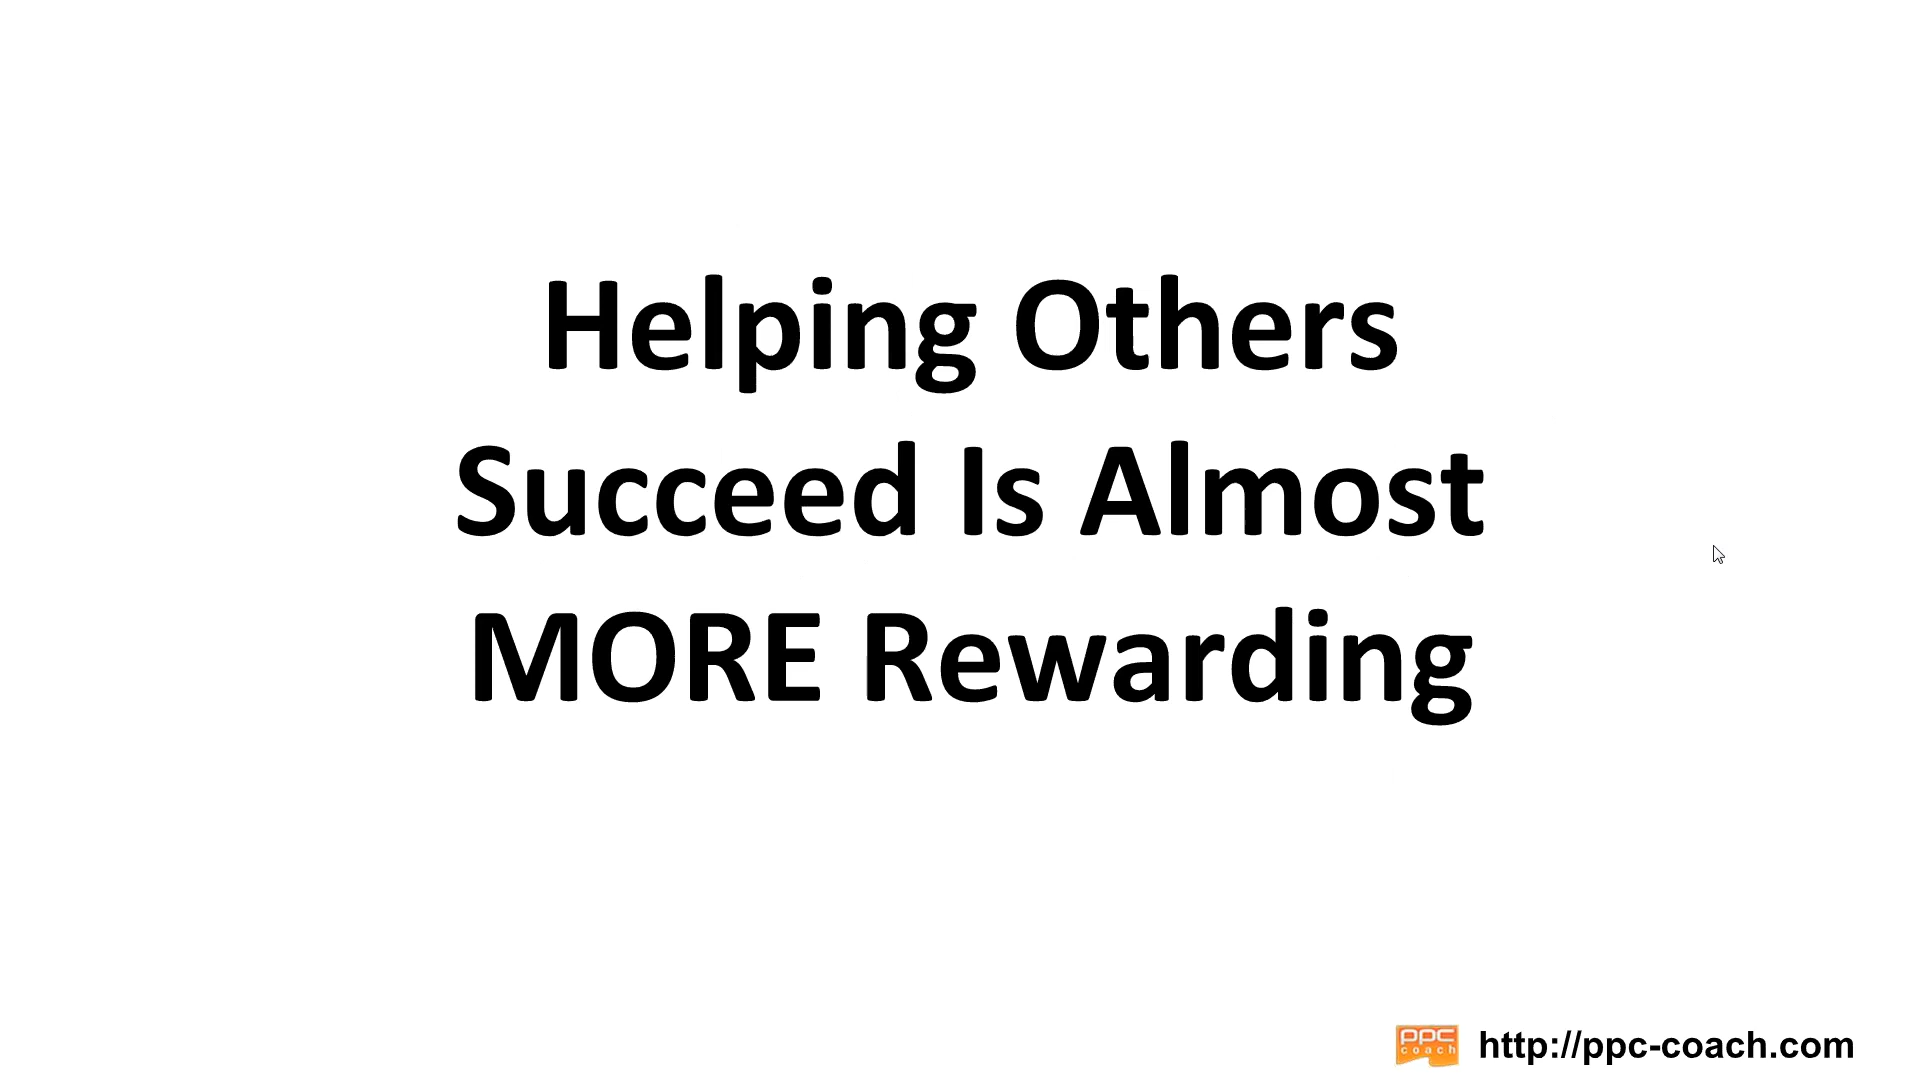 Helping Others
Succeed Is Almost
MORE Rewarding
ppc
coach
http://ppc-coach.com